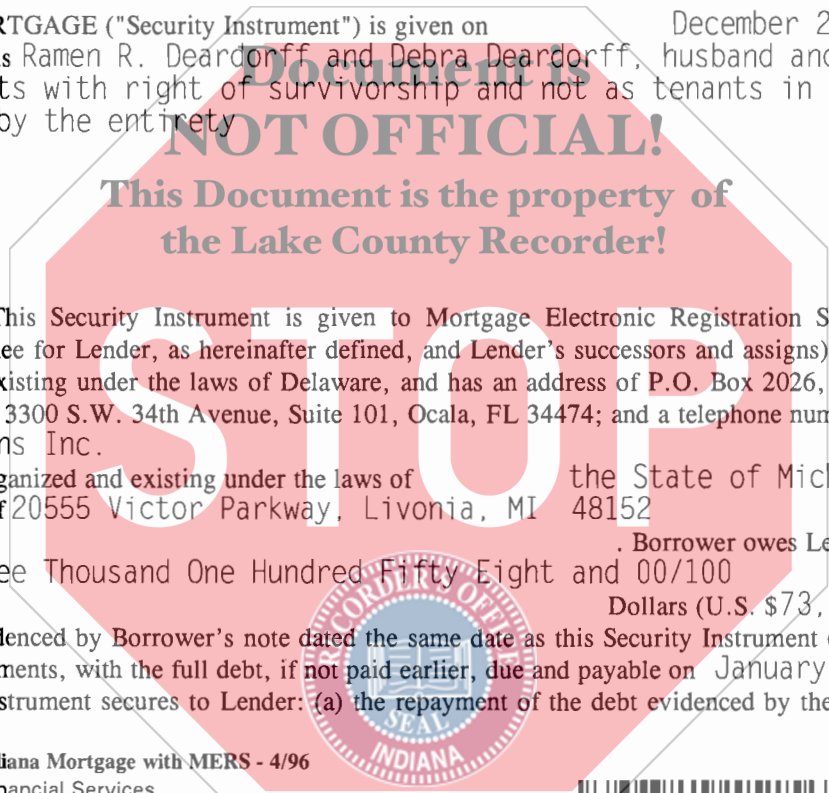 RTGAGE ("Security Instrument") is given on December 2
s Ramen R. Deardorff and Debra Deardorff, husband and
ts with right of survivorship and not as tenants in
by the entirety
Document is
NOT OFFICIAL!
This Document is the property of
the Lake County Recorder!
This Security Instrument is given to Mortgage Electronic Registration S
ee for Lender, as hereinafter defined, and Lender's successors and assigns)
xisting under the laws of Delaware, and has an address of P.O. Box 2026,
3300 S.W. 34th Avenue, Suite 101, Ocala, FL 34474; and a telephone num
ns Inc.
STOP
ganized and existing under the laws of the State of Mich
f 20555 Victor Parkway, Livonia, MI 48152
. Borrower owes Le
ee Thousand One Hundred Fifty Eight and 00/100
Dollars (U.S. $73,
denced by Borrower's note dated the same date as this Security Instrument
ments, with the full debt, if not paid earlier, due and payable on January
strument secures to Lender: (a) the repayment of the debt evidenced by the
RECORDER'S OFFICE
SEAL
INDIANA
diana Mortgage with MERS - 4/96
nancial Services